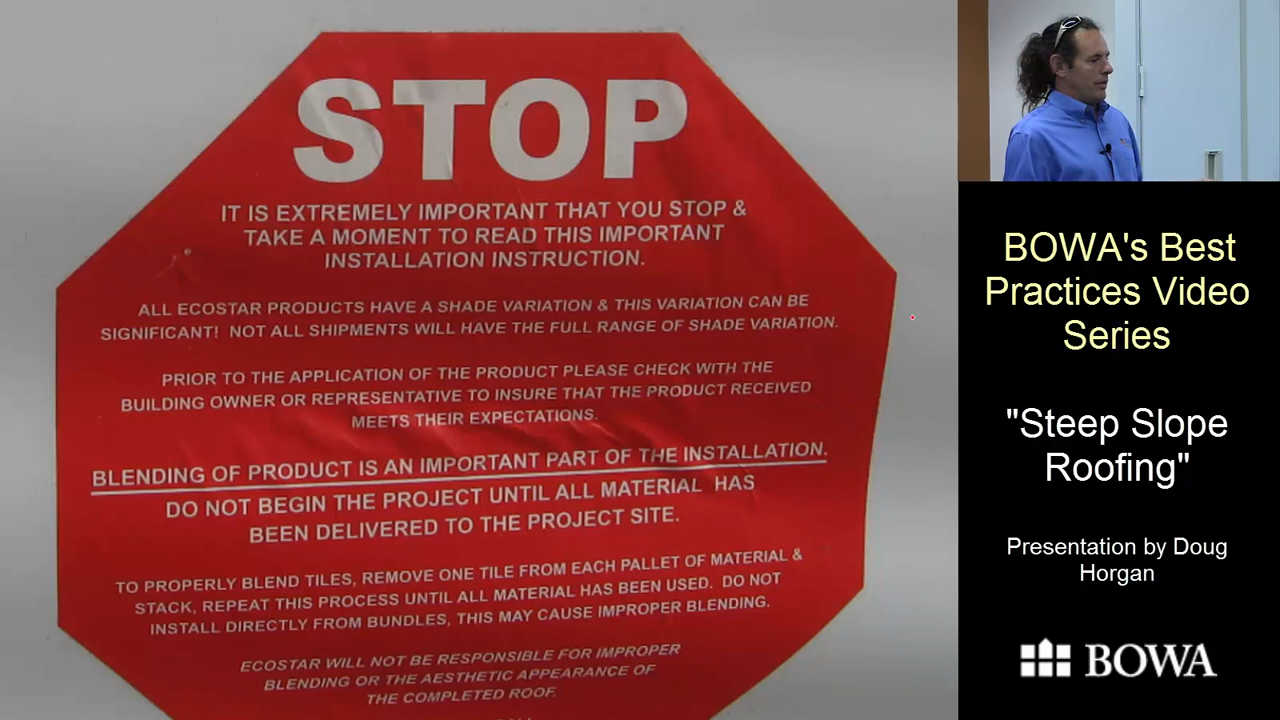 STOP
IT IS EXTREMELY IMPORTANT THAT YOU STOP &
TAKE A MOMENT TO READ THIS IMPORTANT
INSTALLATION INSTRUCTION.
ALL ECOSTAR PRODUCTS HAVE A SHADE VARIATION & THIS VARIATION CAN BE
SIGNIFICANT! NOT ALL SHIPMENTS WILL HAVE THE FULL RANGE OF SHADE VARIATION.
PRIOR TO THE APPLICATION OF THE PRODUCT PLEASE CHECK WITH THE
BUILDING OWNER OR REPRESENTATIVE TO INSURE THAT THE PRODUCT RECEIVED
MEETS THEIR EXPECTATIONS.
BLENDING OF PRODUCT IS AN IMPORTANT PART OF THE INSTALLATION.
DO NOT BEGIN THE PROJECT UNTIL ALL MATERIAL HAS
BEEN DELIVERED TO THE PROJECT SITE.
TO PROPERLY BLEND TILES, REMOVE ONE TILE FROM EACH PALLET OF MATERIAL &
STACK, REPEAT THIS PROCESS UNTIL ALL MATERIAL HAS BEEN USED. DO NOT
INSTALL DIRECTLY FROM BUNDLES, THIS MAY CAUSE IMPROPER BLENDING.
ECOSTAR WILL NOT BE RESPONSIBLE FOR IMPROPER
BLENDING OR THE AESTHETIC APPEARANCE OF
THE COMPLETED ROOF.
BOWA's Best
Practices Video
Series
"Steep Slope
Roofing"
Presentation by Doug
Horgan
BOWA